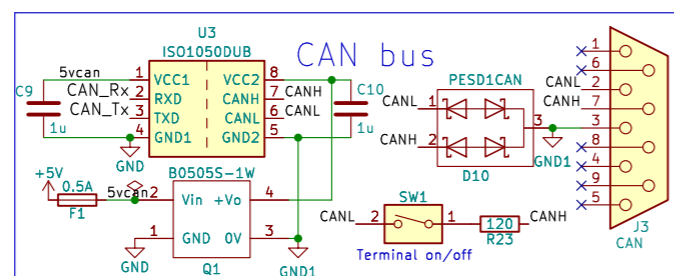 CAN bus
U3
ISO1050DUB
5vcan
1 VCC1 VCC2 8
CAN_Rx 2 RXD CANH 7 CANH
CAN_Tx 3 TXD CANL 6 CANL
4 GND1 GND2 5
C9
1u
C10
1u
GND
B0505S-1W
+5V
0.5A
F1
5vcan2
Vin +Vo 4
1 GND 0V 3
Q1
GND
GND1
PESD1CAN
CANL 1
CANH 2
3
D10
GND1
SW1
CANL 2 1 120 CANH
R23
Terminal on/off
1
6
CANL 2
CANH 7
3
8
4
9
5
J3
CAN